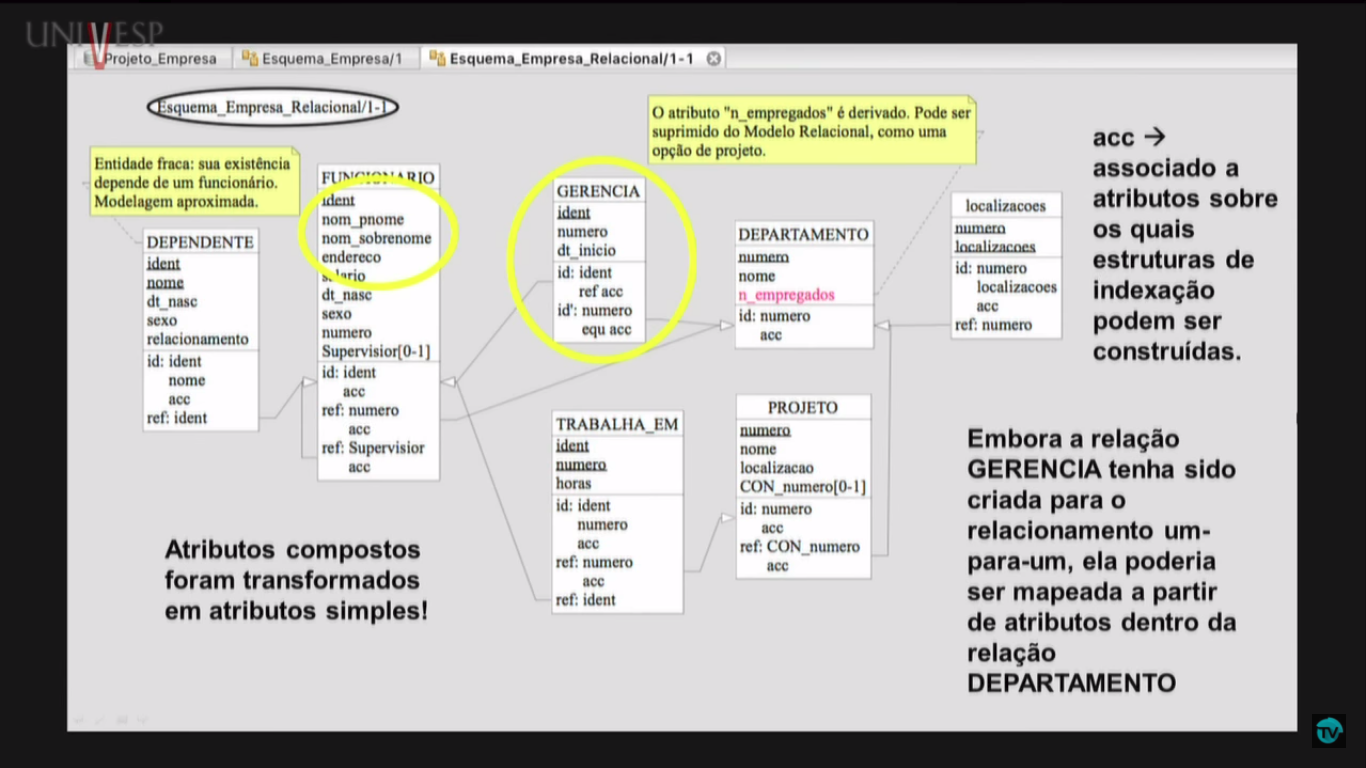 UNIVESP
Projeto_Empresa
Esquema_Empresa/1
Esquema_Empresa_Relacional/1-1
Esquema_Empresa_Relacional/1-1
O atributo "n_empregados" é derivado. Pode ser
suprimido do Modelo Relacional, como uma
opção de projeto.
Entidade fraca: sua existência
depende de um funcionário.
Modelagem aproximada.
DEPENDENTE
ident
nome
dt_nasc
sexo
relacionamento
id: ident
nome
acc
ref: ident
FUNCIONARIO
ident
nom_pnome
nom_sobrenome
endereco
salario
dt_nasc
sexo
numero
Supervisior[0-1]
id: ident
acc
ref: numero
acc
ref: Supervisior
acc
GERENCIA
ident
numero
dt_inicio
id: ident
ref acc
id': numero
equ acc
TRABALHA_EM
ident
numero
horas
id: ident
numero
acc
ref: numero
acc
ref: ident
DEPARTAMENTO
numero
nome
n_empregados
id: numero
acc
PROJETO
numero
nome
localizacao
CON_numero[0-1]
id: numero
acc
ref: CON_numero
acc
localizacoes
numero
localizacoes
id: numero
localizacoes
acc
ref: numero
acc →
associado a
atributos sobre
os quais
estruturas de
indexação
podem ser
construídas.
Atributos compostos
foram transformados
em atributos simples!
Embora a relação
GERENCIA tenha sido
criada para o
relacionamento um-
para-um, ela poderia
ser mapeada a partir
de atributos dentro da
relação
DEPARTAMENTO
TV